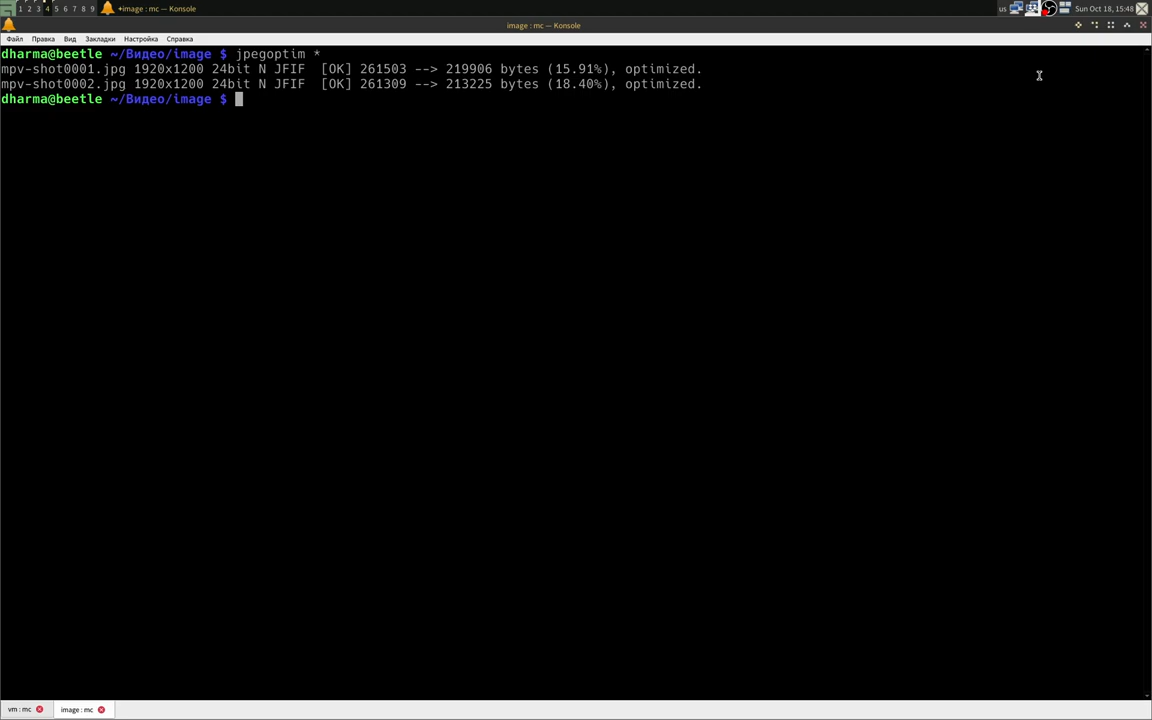 1 2 3 4 5 6 7 8 9 +image : mc — Konsole us Sun Oct 18, 15:48
image : mc — Konsole
Файл Правка Вид Закладки Настройка Справка
dharma@beetle ~/Видео/image $ jpegoptim *
mpv-shot0001.jpg 1920x1200 24bit N JFIF  [OK] 261503 --> 219906 bytes (15.91%), optimized.
mpv-shot0002.jpg 1920x1200 24bit N JFIF  [OK] 261309 --> 213225 bytes (18.40%), optimized.
dharma@beetle ~/Видео/image $
vm : mc image : mc